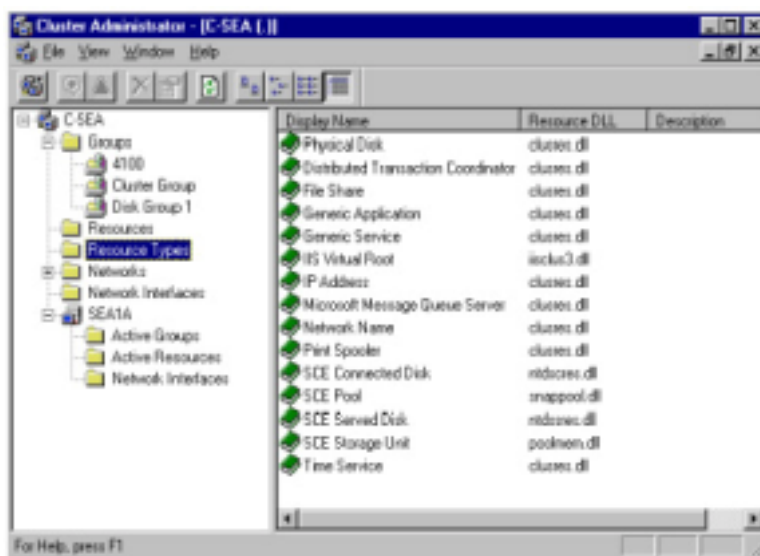 Cluster Administrator - [C-SEA (.)]
File View Window Help
C-SEA
Groups
4100
Cluster Group
Disk Group 1
Resources
Resource Types
Networks
Network Interfaces
SEA1A
Active Groups
Active Resources
Network Interfaces
Display Name Resource DLL Description
Physical Disk clusres.dll
Distributed Transaction Coordinator clusres.dll
File Share clusres.dll
Generic Application clusres.dll
Generic Service clusres.dll
IIS Virtual Root iisclus3.dll
IP Address clusres.dll
Microsoft Message Queue Server clusres.dll
Network Name clusres.dll
Print Spooler clusres.dll
SCE Connected Disk
SCE Pool snappool.dll
SCE Served Disk
SCE Storage Unit poolmem.dll
Time Service clusres.dll
For Help, press F1